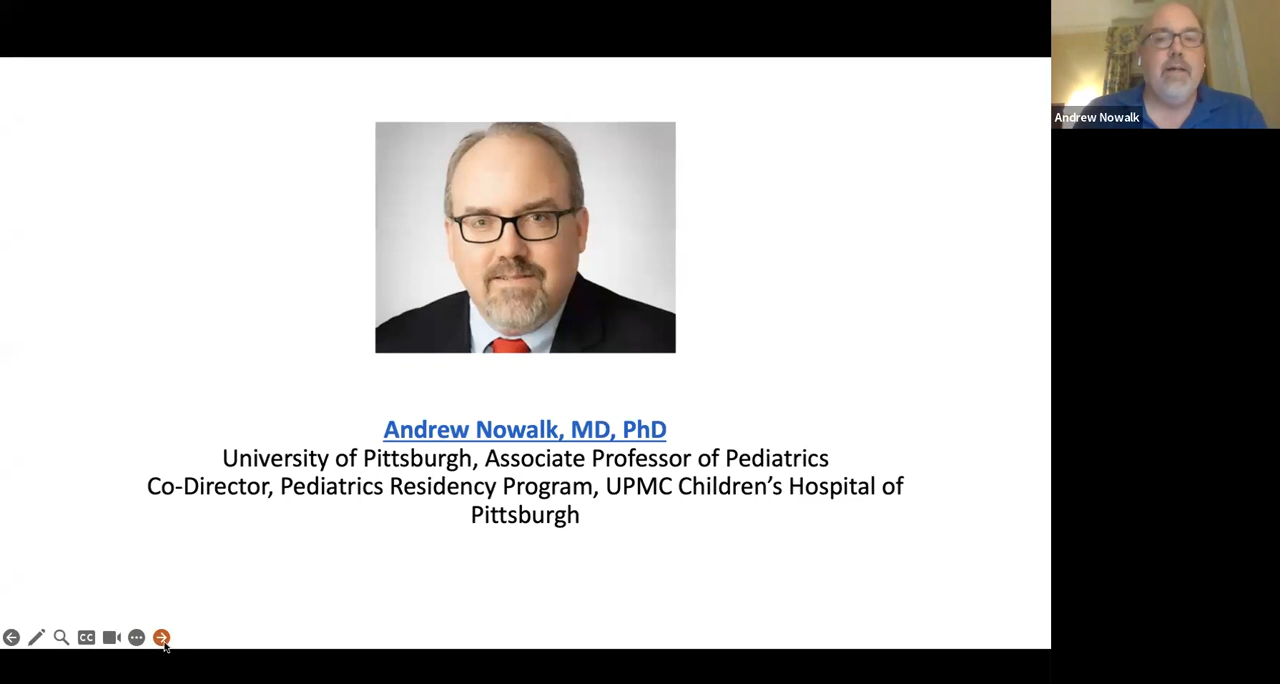 Andrew Nowalk
Andrew Nowalk, MD, PhD
University of Pittsburgh, Associate Professor of Pediatrics
Co-Director, Pediatrics Residency Program, UPMC Children’s Hospital of
Pittsburgh
CC